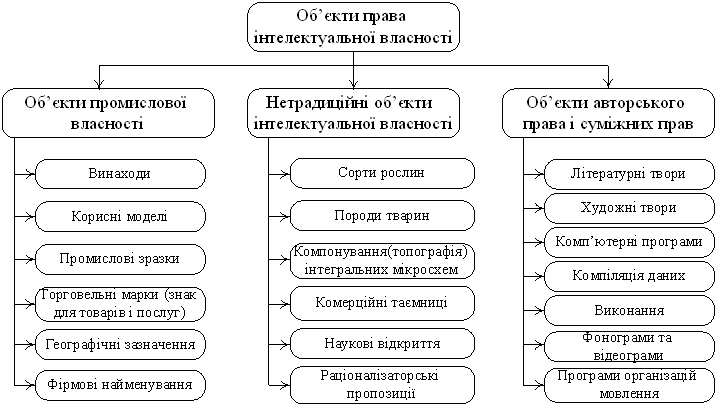 Об’єкти права
інтелектуальної власності
Об’єкти промислової
власності
Винаходи
Корисні моделі
Промислові зразки
Торговельні марки (знак
для товарів і послуг)
Географічні зазначення
Фірмові найменування
Нетрадиційні об’єкти
інтелектуальної власності
Сорти рослин
Породи тварин
Компонування(топографія)
інтегральних мікросхем
Комерційні таємниці
Наукові відкриття
Раціоналізаторські
пропозиції
Об’єкти авторського
права і суміжних прав
Літературні твори
Художні твори
Комп’ютерні програми
Компіляція даних
Виконання
Фонограми та
відеограми
Програми організацій
мовлення